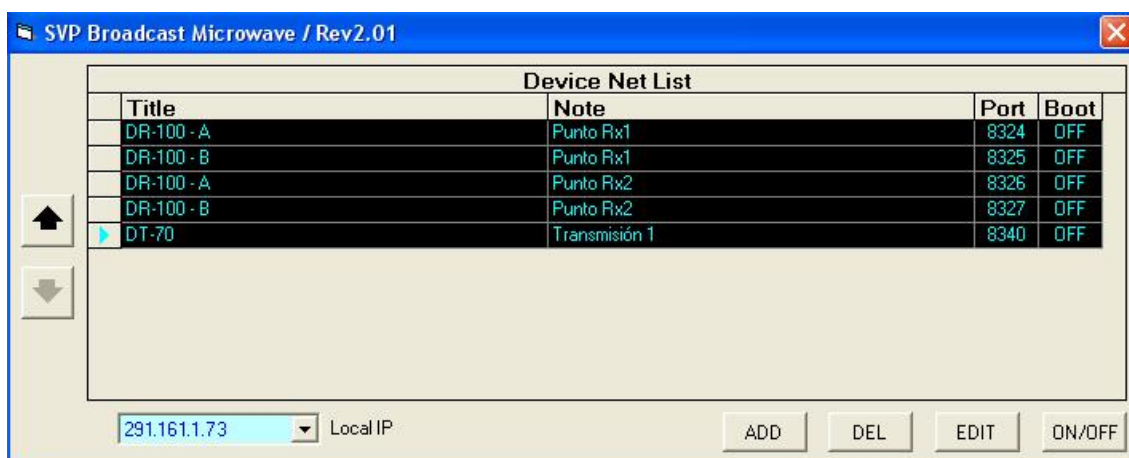 SVP Broadcast Microwave / Rev2.01
Device Net List
Title Note Port Boot
DR-100 - A Punto Rx1 8324 OFF
DR-100 - B Punto Rx1 8325 OFF
DR-100 - A Punto Rx2 8326 OFF
DR-100 - B Punto Rx2 8327 OFF
DT-70 Transmisión 1 8340 OFF
291.161.1.73 Local IP ADD DEL EDIT ON/OFF